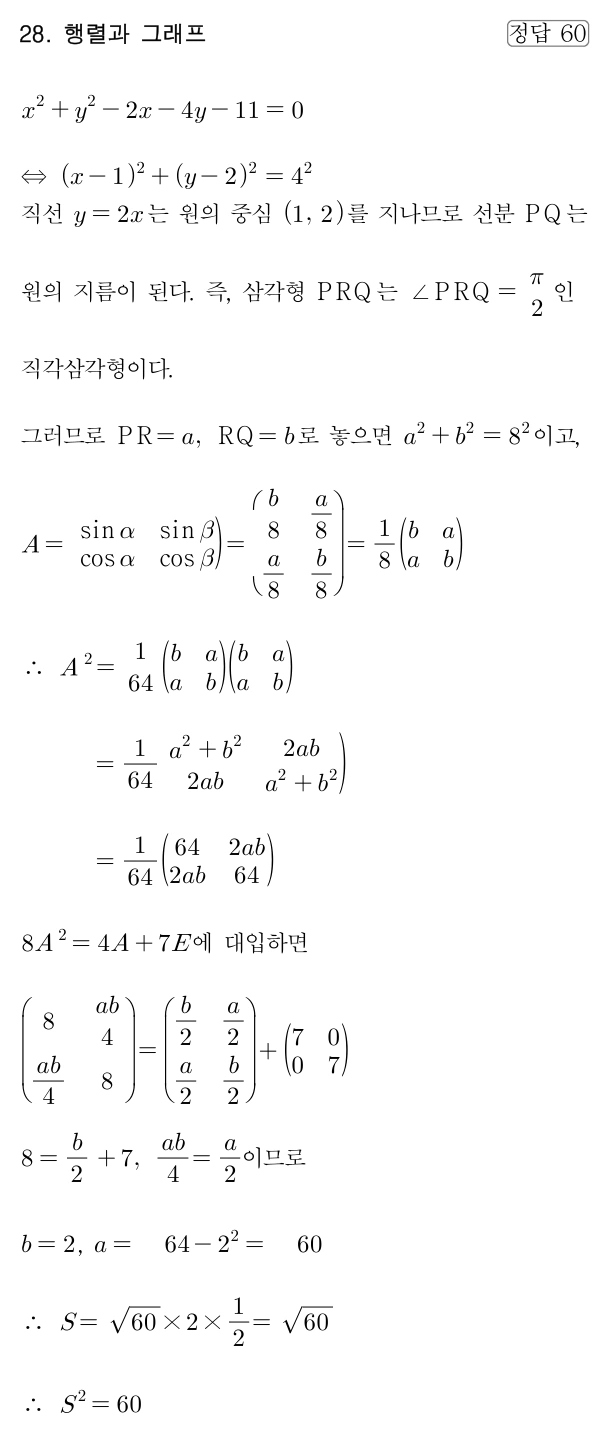 28. 행렬과 그래프 정답 60
x² + y² − 2x − 4y − 11 = 0
⇔ (x − 1)² + (y − 2)² = 4²
직선 y = 2x는 원의 중심 (1, 2)를 지나므로 선분 PQ는
원의 지름이 된다. 즉, 삼각형 PRQ는 ∠PRQ = π/2 인
직각삼각형이다.
그러므로 PR = a, RQ = b로 놓으면 a² + b² = 8²이고,
A = (sin α sin β; cos α cos β) = (b/8 a/8; a/8 b/8) = 1/8 (b a; a b)
∴ A² = 1/64 (b a; a b)(b a; a b)
= 1/64 (a² + b² 2ab; 2ab a² + b²)
= 1/64 (64 2ab; 2ab 64)
8A² = 4A + 7E에 대입하면
(8 ab/4; ab/4 8) = (b/2 a/2; a/2 b/2) + (7 0; 0 7)
8 = b/2 + 7, ab/4 = a/2이므로
b = 2, a = 64 − 2² = 60
∴ S = √60 × 2 × 1/2 = √60
∴ S² = 60